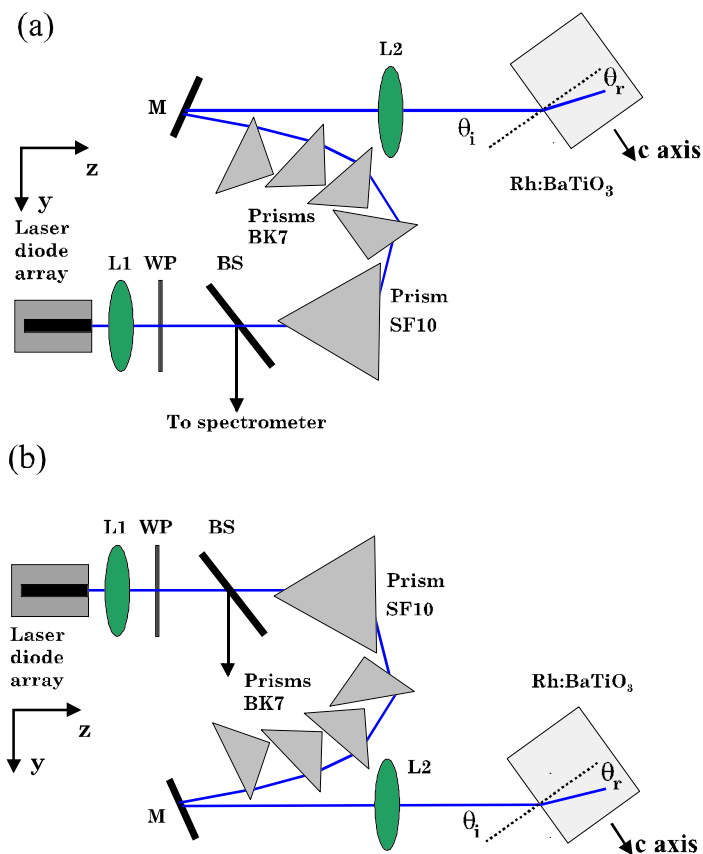 (a)
L2
M
θr
θi
c axis
z
y
Rh:BaTiO3
Laser
diode
array
Prisms
BK7
L1
WP
BS
Prism
SF10
To spectrometer
(b)
L1
WP
BS
Prism
SF10
Laser
diode
array
Prisms
BK7
Rh:BaTiO3
z
y
L2
θr
θi
M
c axis